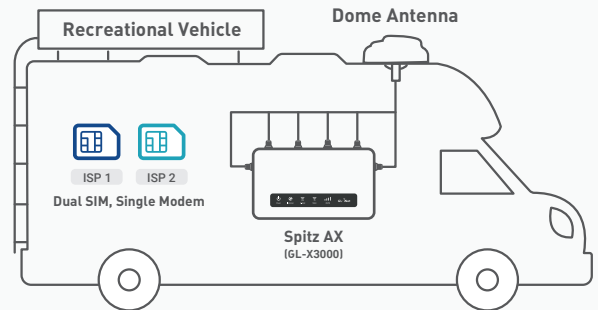 Recreational Vehicle
Dome Antenna
ISP 1
ISP 2
Dual SIM, Single Modem
Spitz AX
(GL-X3000)